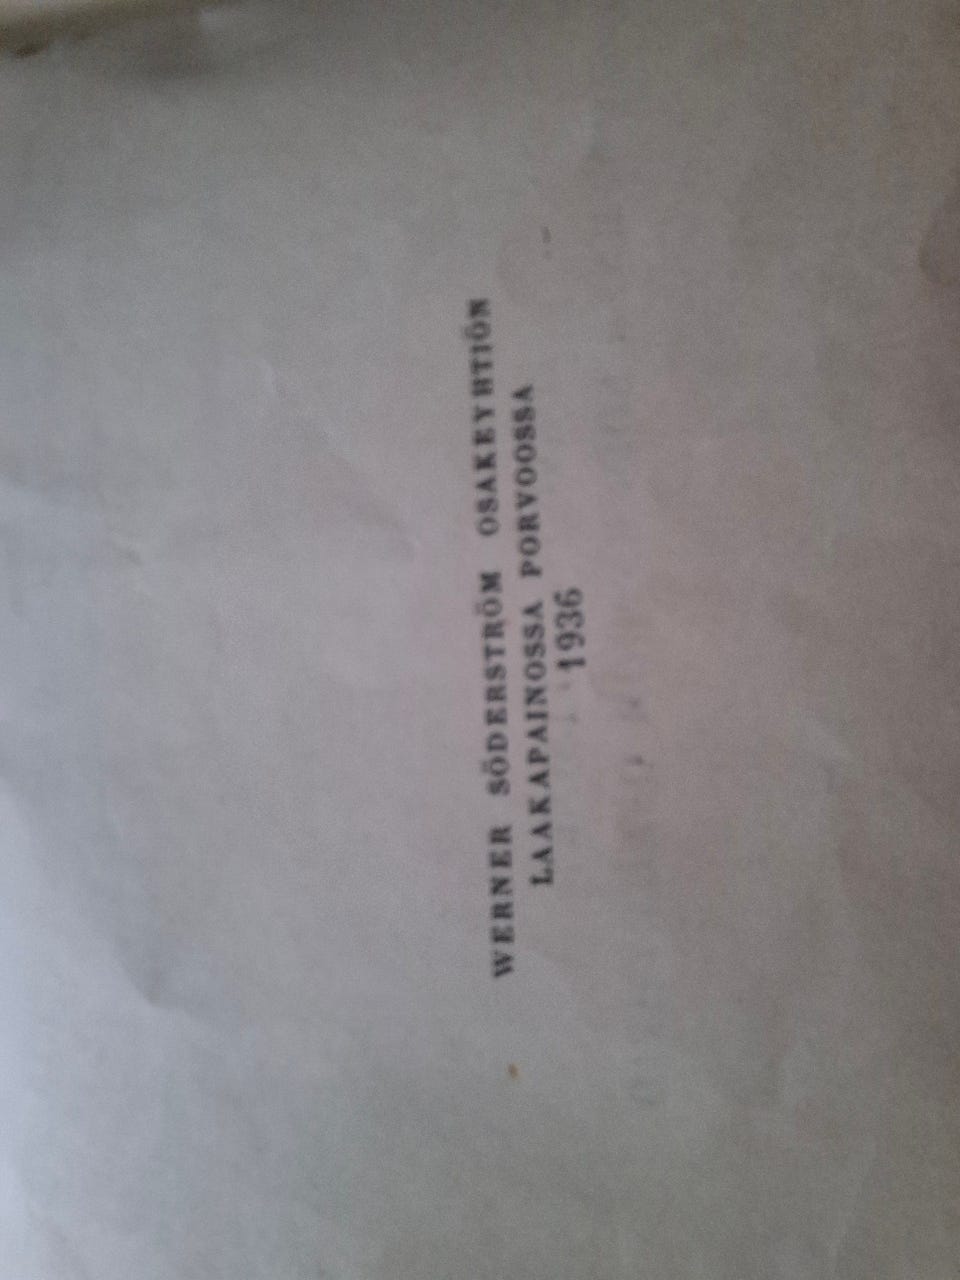 WERNER SÖDERSTRÖM OSAKEYHTIÖN
LAAKAPAINOSSA PORVOOSSA
1936